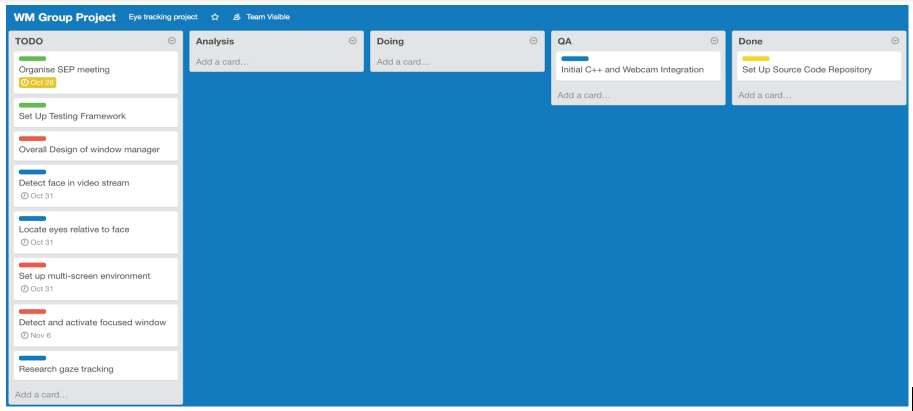 WM Group Project Eye tracking project Team Visible
TODO
Organise SEP meeting
Oct 26
Set Up Testing Framework
Overall Design of window manager
Detect face in video stream
Oct 31
Locate eyes relative to face
Oct 31
Set up multi-screen environment
Oct 31
Detect and activate focused window
Nov 6
Research gaze tracking
Add a card...
Analysis
Add a card...
Doing
Add a card...
QA
Initial C++ and Webcam Integration
Add a card...
Done
Set Up Source Code Repository
Add a card...